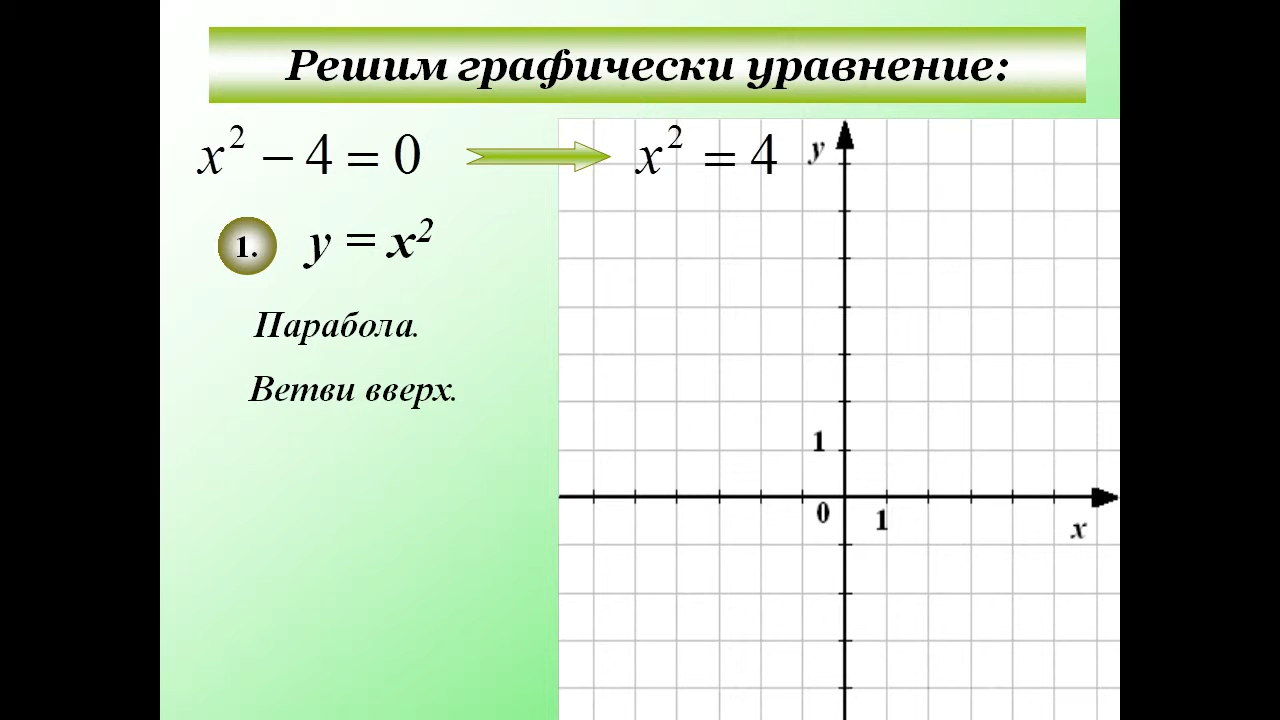 Решим графически уравнение:
x² − 4 = 0
x² = 4
y
1. y = x²
Парабола.
Ветви вверх.
1
0
1
x